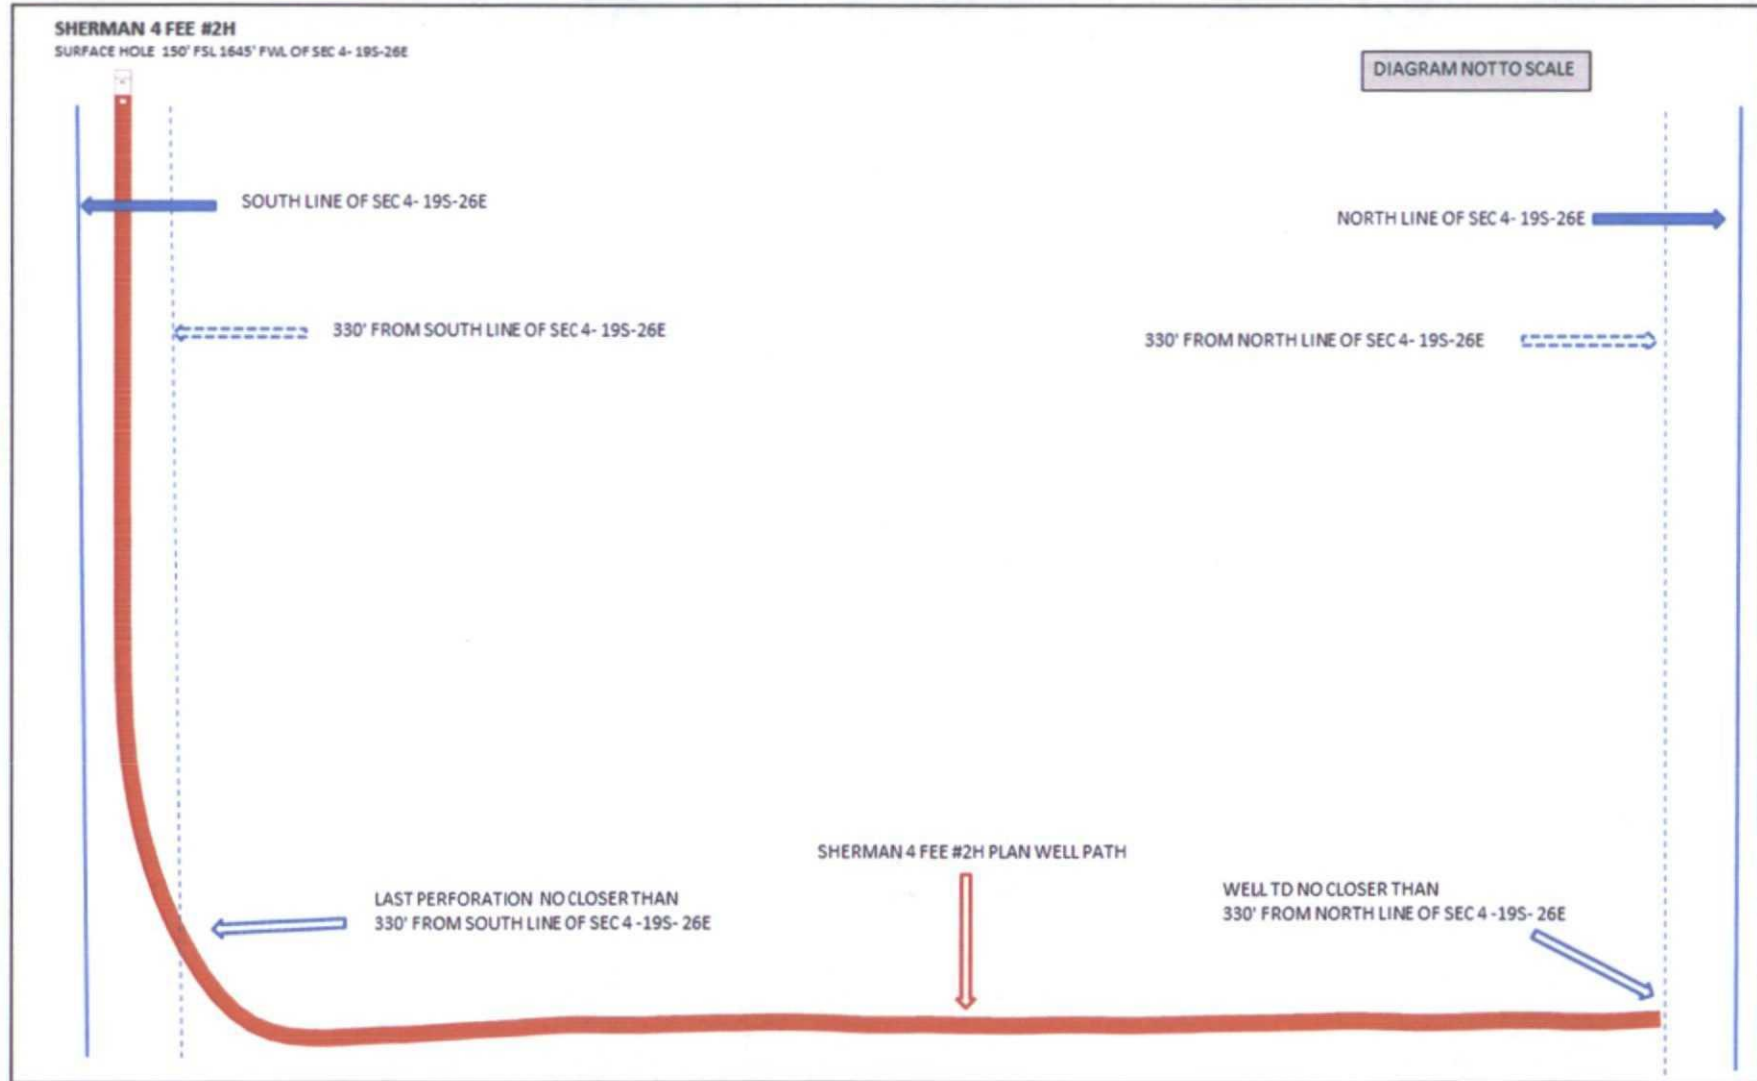 SHERMAN 4 FEE #2H
SURFACE HOLE 150' FSL 1645' FWL OF SEC 4- 19S-26E
DIAGRAM NOT TO SCALE
SOUTH LINE OF SEC 4- 19S-26E
NORTH LINE OF SEC 4- 19S-26E
330' FROM SOUTH LINE OF SEC 4- 19S-26E
330' FROM NORTH LINE OF SEC 4- 19S-26E
SHERMAN 4 FEE #2H PLAN WELL PATH
LAST PERFORATION NO CLOSER THAN
330' FROM SOUTH LINE OF SEC 4 -19S- 26E
WELL TD NO CLOSER THAN
330' FROM NORTH LINE OF SEC 4 -19S- 26E